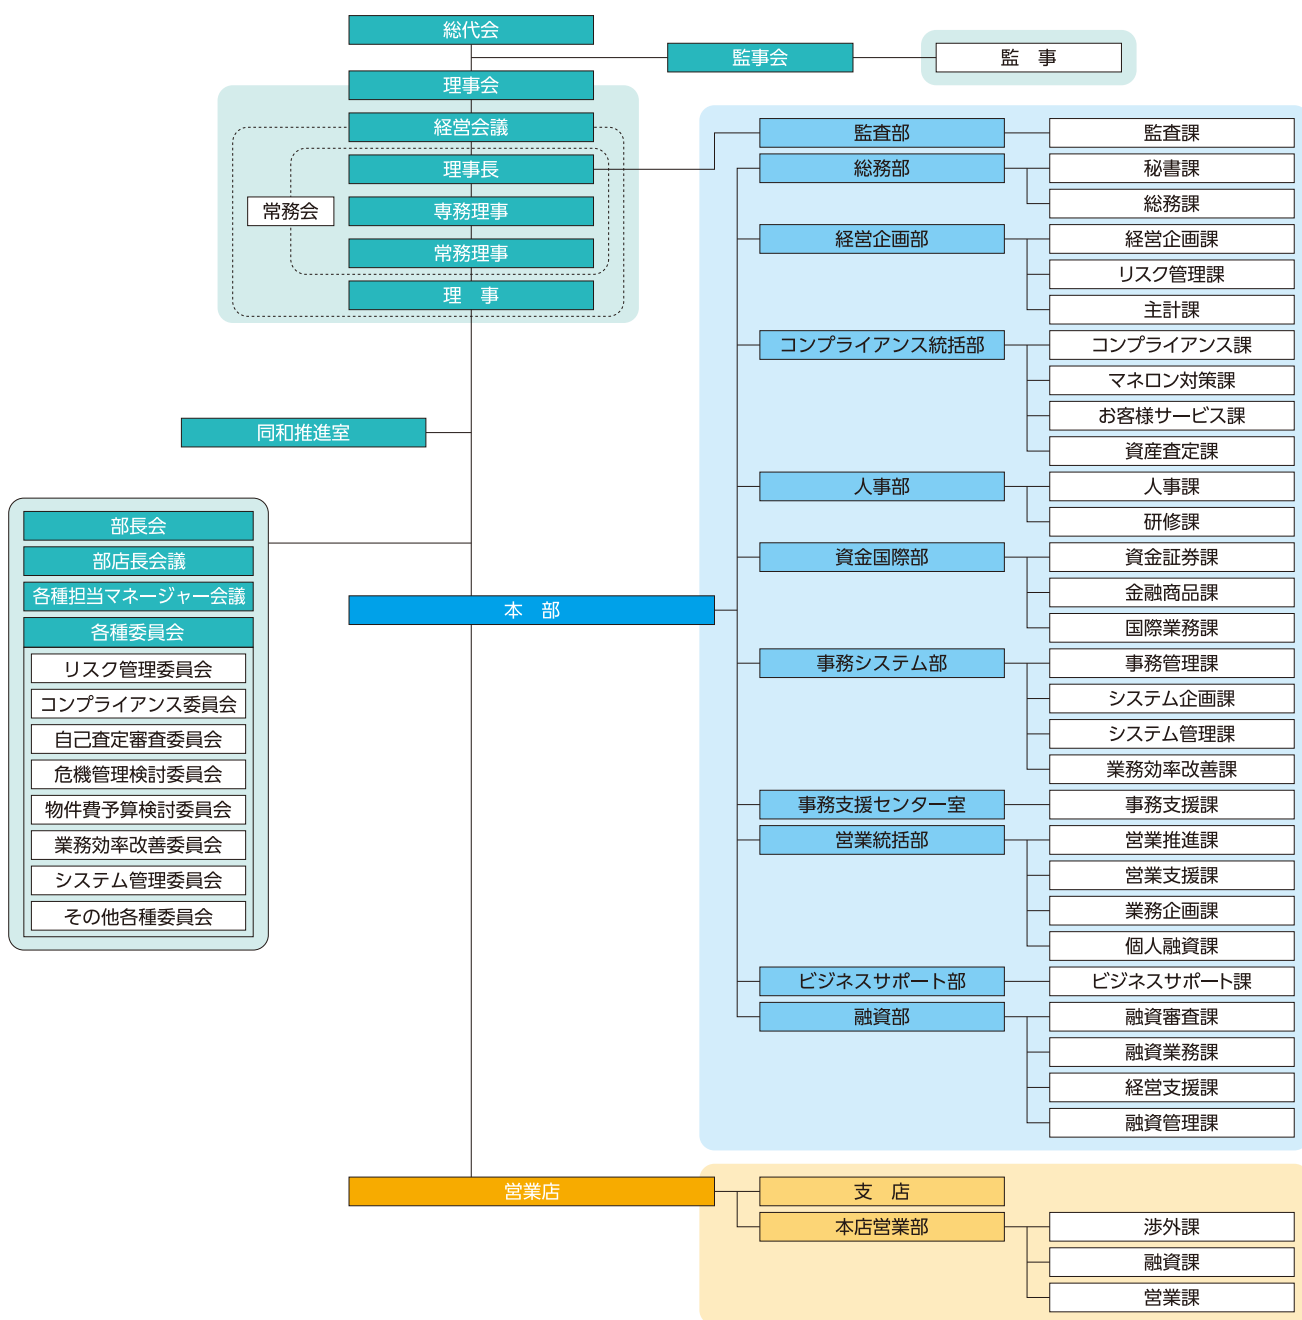 総代会
監事会
監　事
理事会
経営会議
理事長
常務会
専務理事
常務理事
理　事
同和推進室
部長会
部店長会議
各種担当マネージャー会議
各種委員会
リスク管理委員会
コンプライアンス委員会
自己査定審査委員会
危機管理検討委員会
物件費予算検討委員会
業務効率改善委員会
システム管理委員会
その他各種委員会
本　部
監査部
監査課
総務部
秘書課
総務課
経営企画部
経営企画課
リスク管理課
主計課
コンプライアンス統括部
コンプライアンス課
マネロン対策課
お客様サービス課
資産査定課
人事部
人事課
研修課
資金国際部
資金証券課
金融商品課
国際業務課
事務システム部
事務管理課
システム企画課
システム管理課
業務効率改善課
事務支援センター室
事務支援課
営業統括部
営業推進課
営業支援課
業務企画課
個人融資課
ビジネスサポート部
ビジネスサポート課
融資部
融資審査課
融資業務課
経営支援課
融資管理課
営業店
支　店
本店営業部
渉外課
融資課
営業課